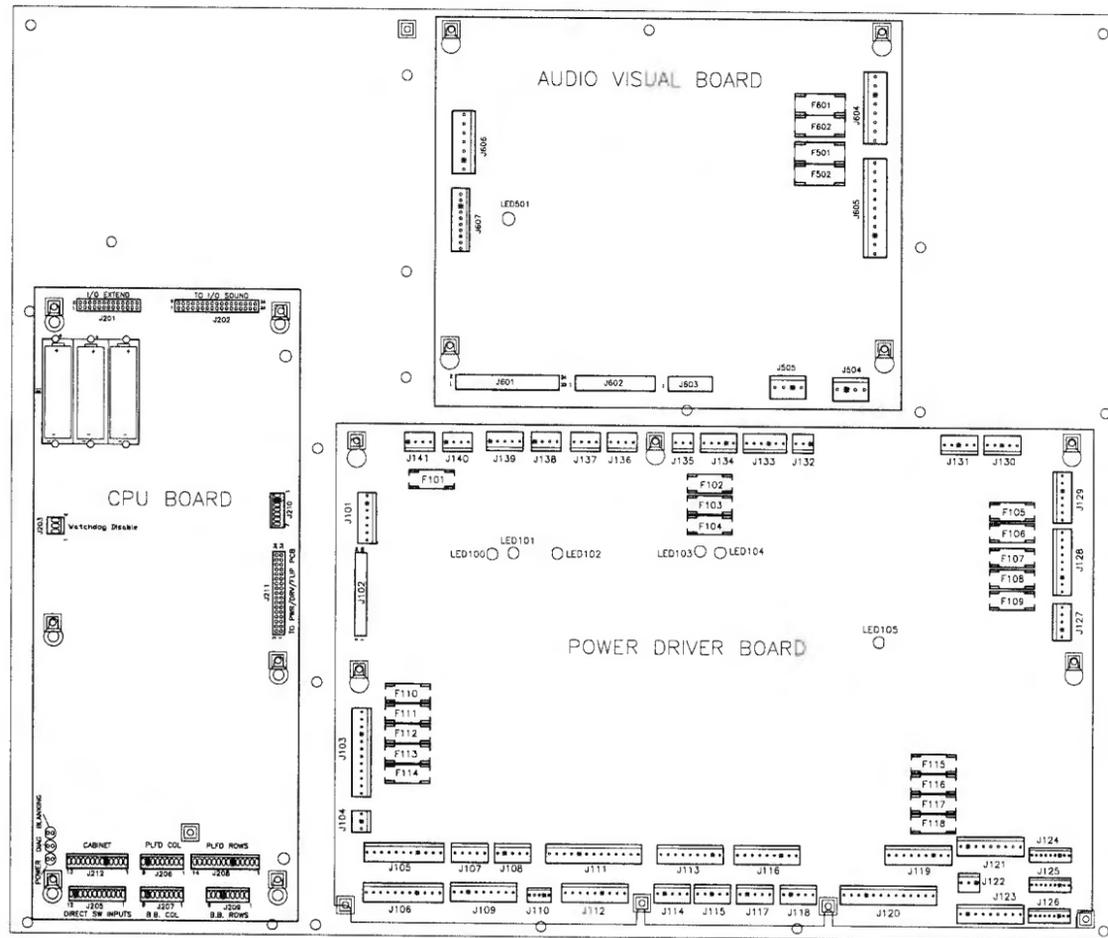 AUDIO VISUAL BOARD
F601
F602
F501
F502
J604
J605
J606
J607
LED501
J601
J602
J603
J505
J504
I/O EXTEND
J201
TO I/O SOUND
J202
CPU BOARD
J203
Watchdog Disable
J210
J211
TO PWR/DRV/FLIP PCB
POWER
DIAG
BLANKING
CABINET
J212
PLFD COL
J206
PLFD ROWS
J208
J205
DIRECT SW INPUTS
J207
B.B. COL
J209
B.B. ROWS
J141
J140
J139
J138
J137
J136
J135
J134
J133
J132
J131
J130
F101
F102
F103
F104
J101
J102
LED100
LED101
LED102
LED103
LED104
F105
F106
F107
F108
F109
J129
J128
J127
LED105
POWER DRIVER BOARD
F110
F111
F112
F113
F114
J103
J104
F115
F116
F117
F118
J105
J107
J108
J111
J113
J116
J119
J121
J124
J125
J122
J106
J109
J110
J112
J114
J115
J117
J118
J120
J123
J126